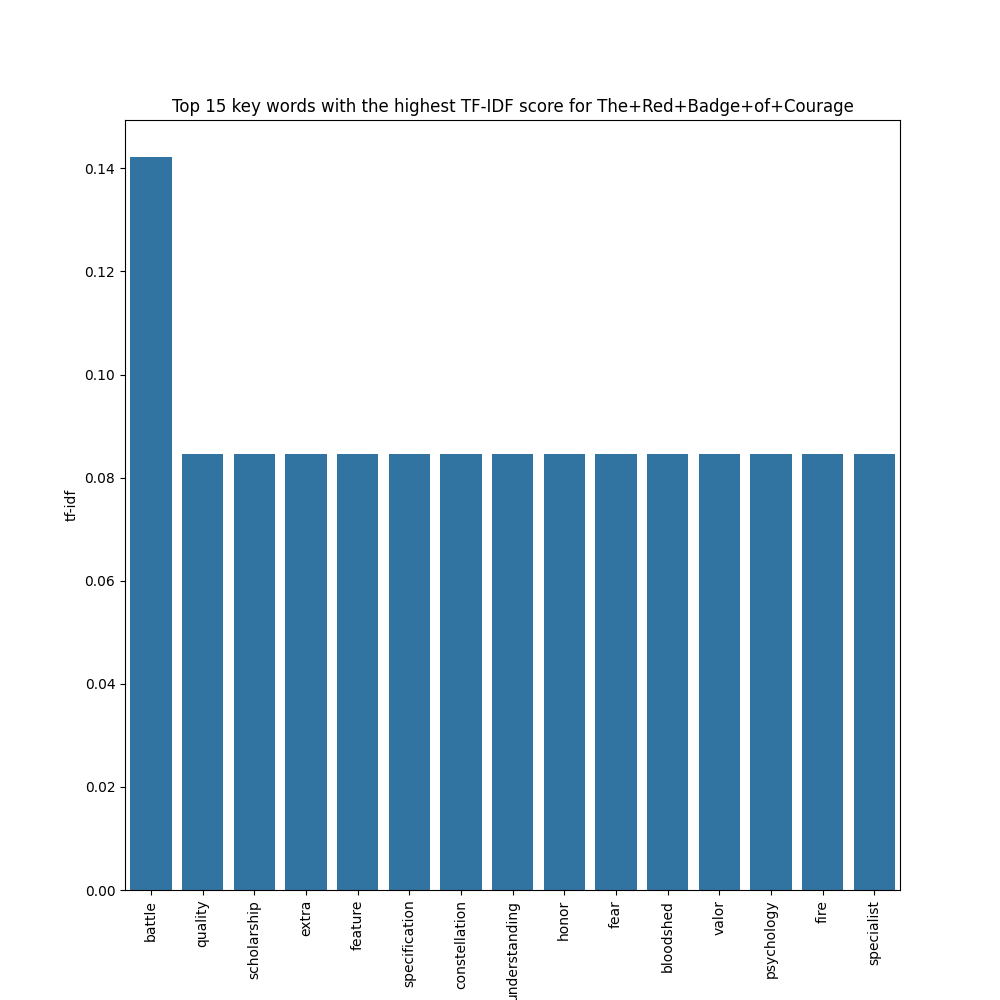 Top 15 key words with the highest TF-IDF score for The+Red+Badge+of+Courage
tf-idf
0.14
0.12
0.10
0.08
0.06
0.04
0.02
0.00
battle
quality
scholarship
extra
feature
specification
constellation
understanding
honor
fear
bloodshed
valor
psychology
fire
specialist